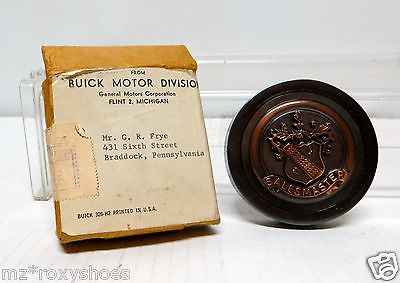 FROM
BUICK MOTOR DIVISION
General Motors Corporation
FLINT 2, MICHIGAN
Mr. G. R. Frye
431 Sixth Street
Braddock, Pennsylvania
BUICK 326-H2 PRINTED IN U.S.A.
SALESMASTER
mz*roxyshoes